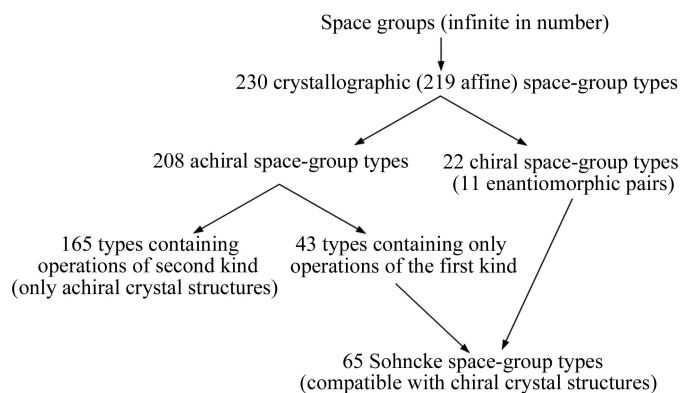 Space groups (infinite in number)
230 crystallographic (219 affine) space-group types
208 achiral space-group types
22 chiral space-group types
(11 enantiomorphic pairs)
165 types containing
operations of second kind
(only achiral crystal structures)
43 types containing only
operations of the first kind
65 Sohncke space-group types
(compatible with chiral crystal structures)